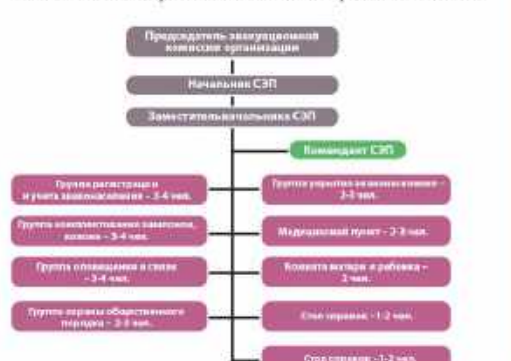 Председатель эвакуационной
комиссии организации
Начальник СЭП
Заместитель начальника СЭП
Комендант СЭП
Группа регистрации
и учета эваконаселения – 3-4 чел.
Группа укрытия эваконаселения –
2-3 чел.
Группа комплектования эшелонов,
колонн – 3-4 чел.
Медицинский пункт – 2-3 чел.
Группа оповещения и связи
– 3-4 чел.
Комната матери и ребенка –
2 чел.
Группа охраны общественного
порядка – 2-3 чел.
Стол справок – 1-2 чел.
Стол справок – 1-2 чел.